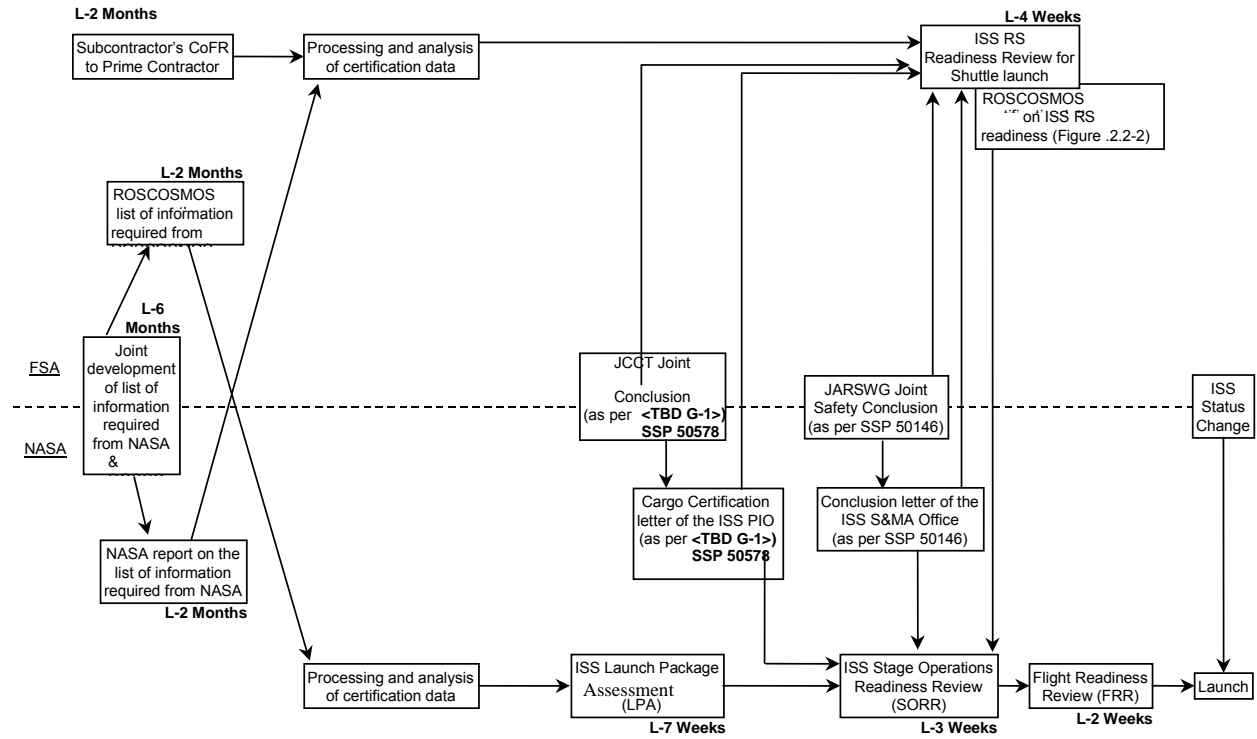 L-2 Months
Subcontractor's CoFR
to Prime Contractor
Processing and analysis
of certification data
L-4 Weeks
ISS RS
Readiness Review for
Shuttle launch
ROSCOSMOS
on ISS RS
readiness (Figure .2.2-2)
L-2 Months
ROSCOSMOS
list of information
required from
L-6
Months
Joint
development
of list of
information
required
from NASA
&
FSA
NASA
JCCT Joint
Conclusion
(as per <TBD G-1>)
SSP 50578
JARSWG Joint
Safety Conclusion
(as per SSP 50146)
ISS
Status
Change
Cargo Certification
letter of the ISS PIO
(as per <TBD G-1>)
SSP 50578
Conclusion letter of the
ISS S&MA Office
(as per SSP 50146)
NASA report on the
list of information
required from NASA
L-2 Months
Processing and analysis
of certification data
ISS Launch Package
Assessment
(LPA)
L-7 Weeks
ISS Stage Operations
Readiness Review
(SORR)
L-3 Weeks
Flight Readiness
Review (FRR)
L-2 Weeks
Launch